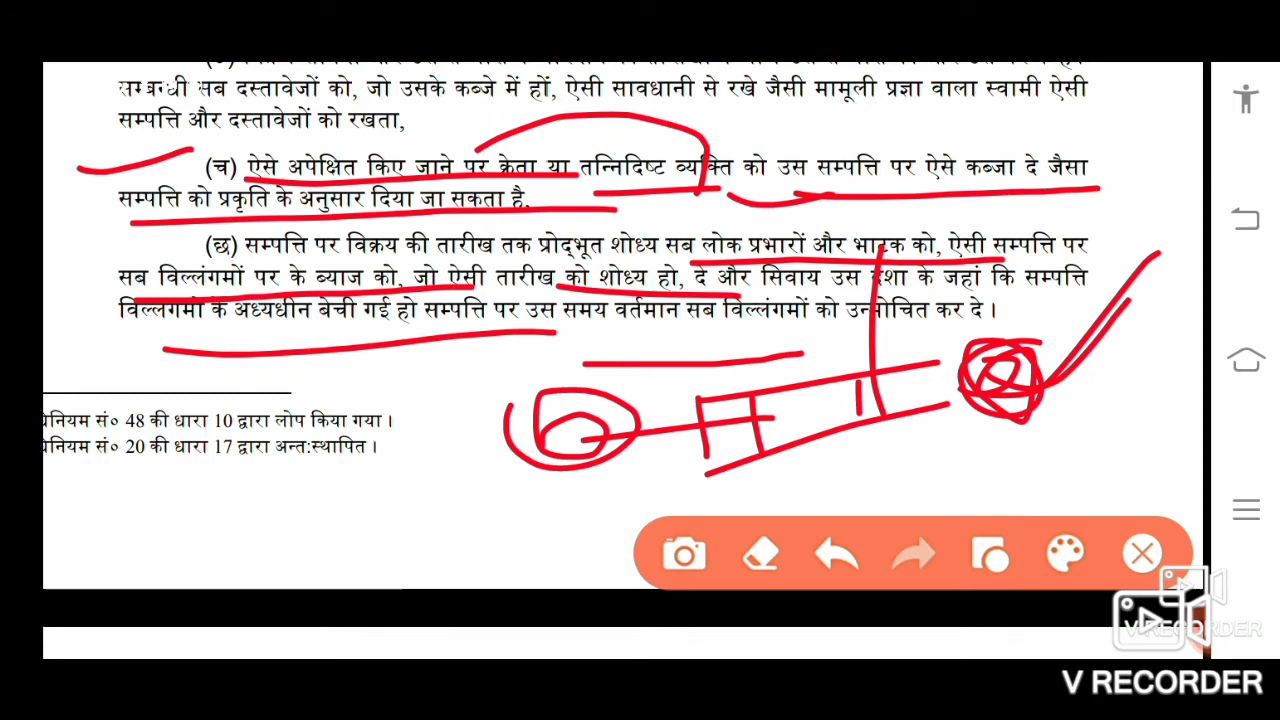 सम्बन्धी सब दस्तावेजों को, जो उसके कब्जे में हों, ऐसी सावधानी से रखे जैसी मामूली प्रज्ञा वाला स्वामी ऐसी
सम्पत्ति और दस्तावेजों को रखता,
(च) ऐसे अपेक्षित किए जाने पर क्रेता या तन्निदिष्ट व्यक्ति को उस सम्पत्ति पर ऐसे कब्जा दे जैसा
सम्पत्ति को प्रकृति के अनुसार दिया जा सकता है,
(छ) सम्पत्ति पर विक्रय की तारीख तक प्रोद्‌भूत शोध्य सब लोक प्रभारों और भाटक को, ऐसी सम्पत्ति पर
सब विल्लंगमों पर के ब्याज को, जो ऐसी तारीख को शोध्य हो, दे और सिवाय उस दशा के जहां कि सम्पत्ति
विल्लगमों के अध्यधीन बेची गई हो सम्पत्ति पर उस समय वर्तमान सब विल्लंगमों को उन्मोचित कर दे ।
सं० 48 की धारा 10 द्वारा लोप किया गया ।
सं० 20 की धारा 17 द्वारा अन्त:स्थापित ।
V RECORDER
V RECORDER